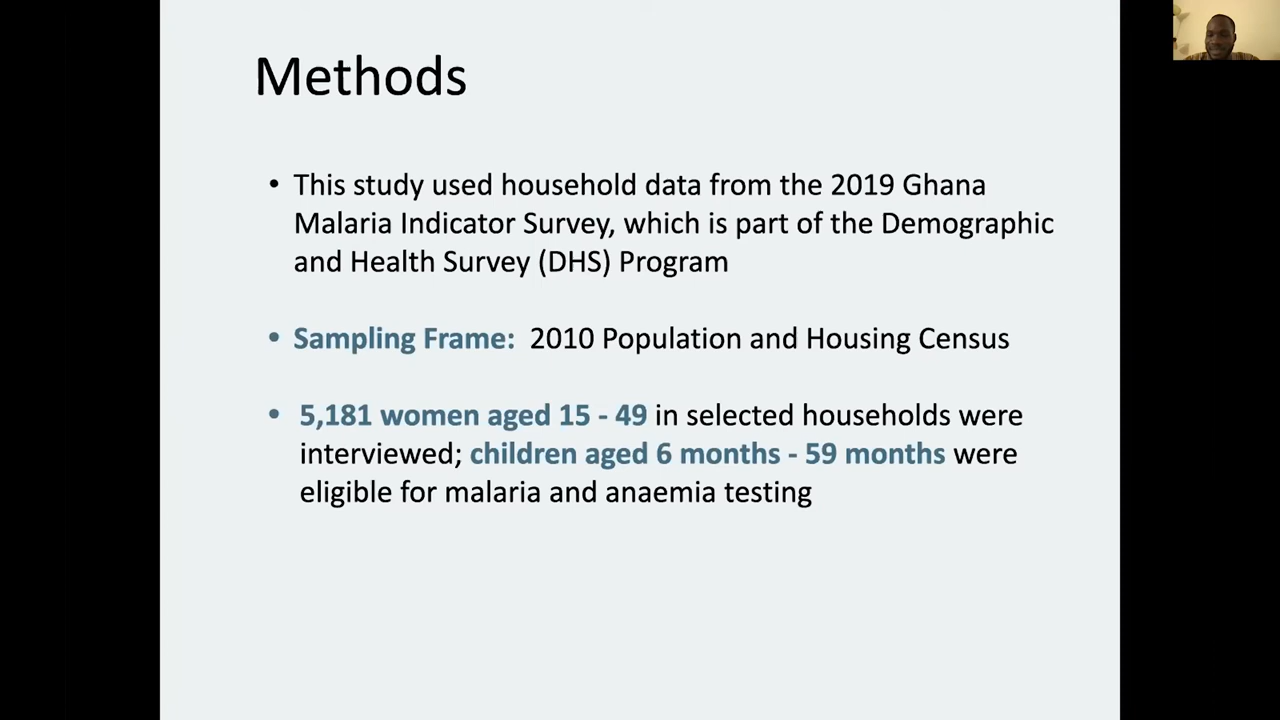 Methods
• This study used household data from the 2019 Ghana
Malaria Indicator Survey, which is part of the Demographic
and Health Survey (DHS) Program
• Sampling Frame: 2010 Population and Housing Census
• 5,181 women aged 15 - 49 in selected households were
interviewed; children aged 6 months - 59 months were
eligible for malaria and anaemia testing